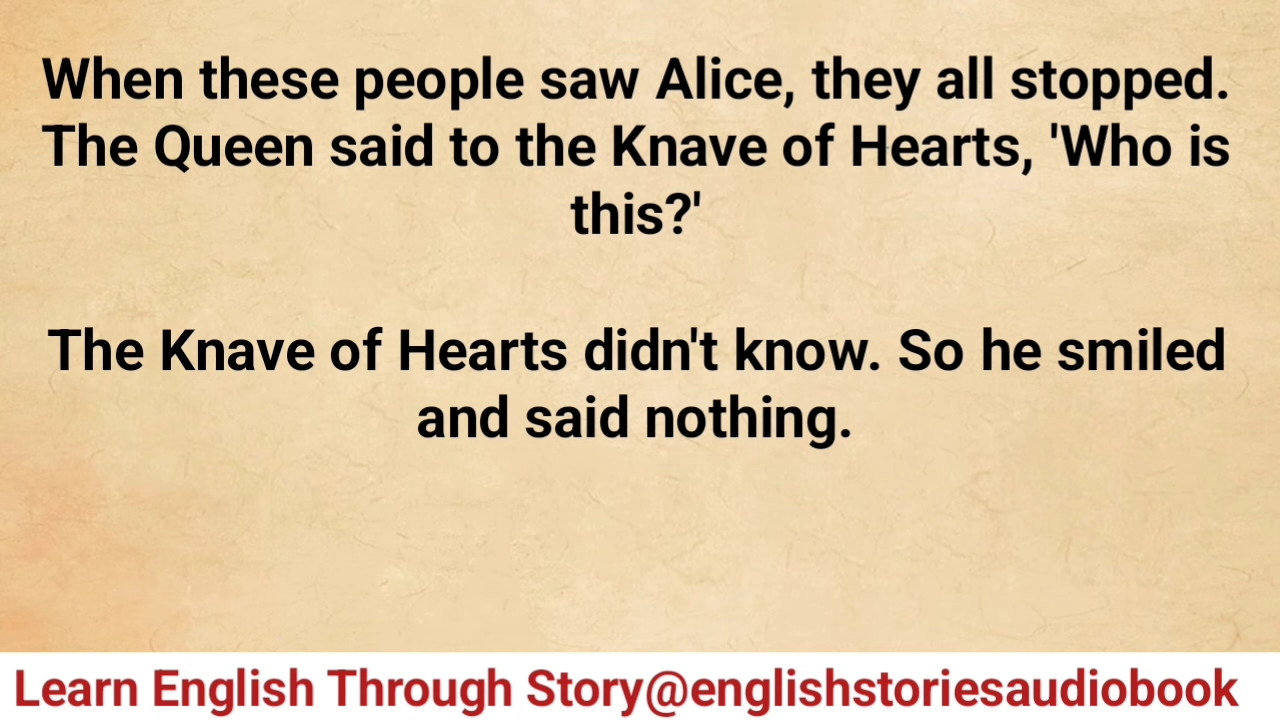 When these people saw Alice, they all stopped.
The Queen said to the Knave of Hearts, 'Who is
this?'
The Knave of Hearts didn't know. So he smiled
and said nothing.
Learn English Through Story@englishstoriesaudiobook